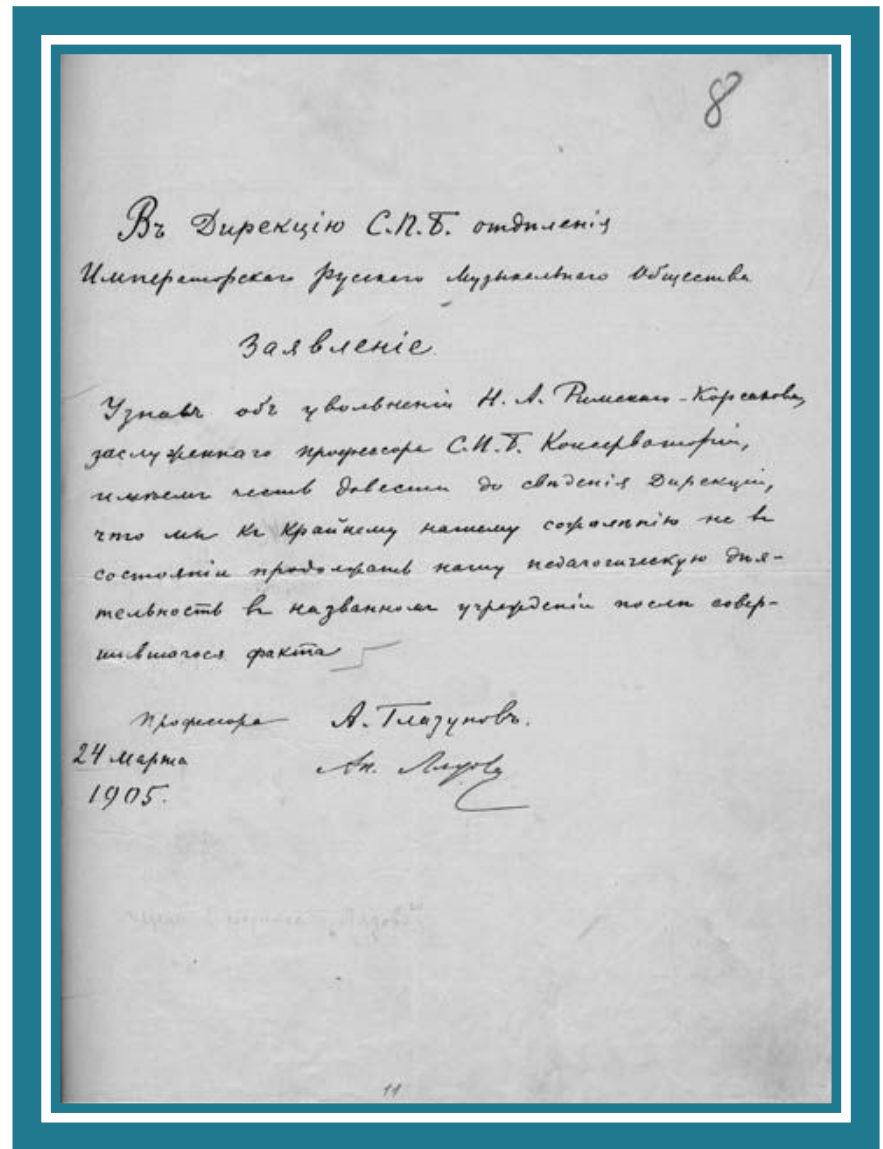 8
Въ Дирекцію С.П.Б. отдѣленія
Императорскаго Русскаго Музыкальнаго Общества
Заявленіе.
Узнавъ объ увольненіи Н. А. Римскаго-Корсакова,
заслуженнаго профессора С.П.Б. Консерваторіи,
имѣемъ честь довести до свѣденія Дирекціи,
что мы къ крайнему нашему сожалѣнію не въ
состояніи продолжать нашу педагогическую дѣя-
тельность въ названномъ учрежденіи послѣ совер-
шившагося факта
Профессора А. Глазуновъ.
24 марта Ан. Лядовъ
1905.
11